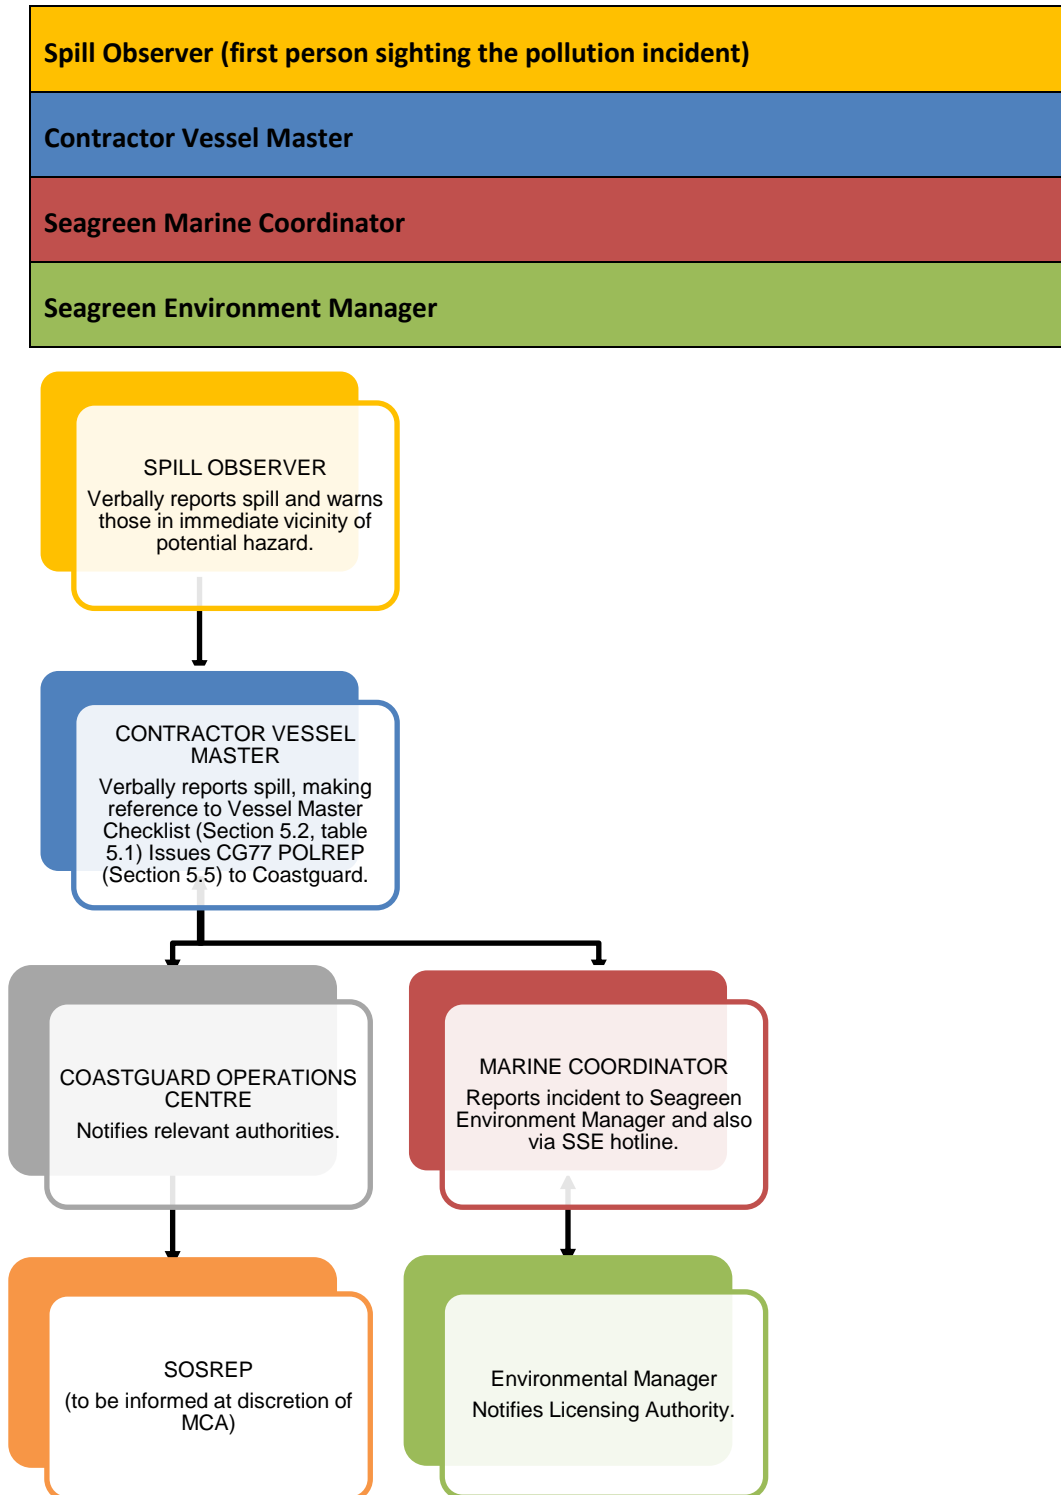 Spill Observer (first person sighting the pollution incident)
Contractor Vessel Master
Seagreen Marine Coordinator
Seagreen Environment Manager
SPILL OBSERVER
Verbally reports spill and warns
those in immediate vicinity of
potential hazard.
CONTRACTOR VESSEL
MASTER
Verbally reports spill, making
reference to Vessel Master
Checklist (Section 5.2, table
5.1) Issues CG77 POLREP
(Section 5.5) to Coastguard.
COASTGUARD OPERATIONS
CENTRE
Notifies relevant authorities.
MARINE COORDINATOR
Reports incident to Seagreen
Environment Manager and also
via SSE hotline.
SOSREP
(to be informed at discretion of
MCA)
Environmental Manager
Notifies Licensing Authority.